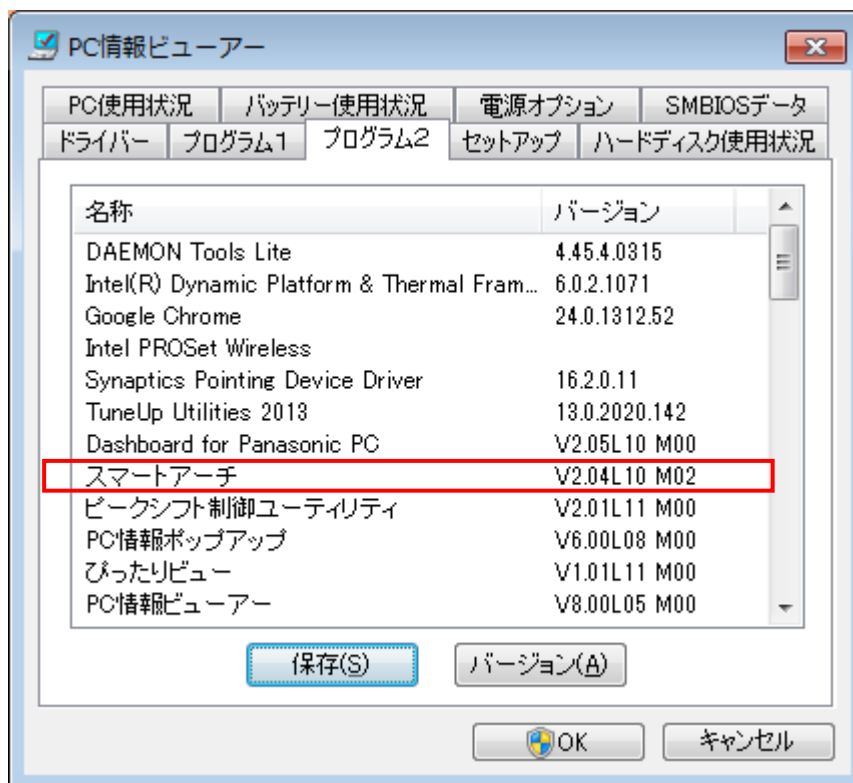 PC情報ビューアー
PC使用状況 バッテリー使用状況 電源オプション SMBIOSデータ
ドライバー プログラム1 プログラム2 セットアップ ハードディスク使用状況
名称 バージョン
DAEMON Tools Lite 4.45.4.0315
Intel(R) Dynamic Platform & Thermal Fram... 6.0.2.1071
Google Chrome 24.0.1312.52
Intel PROSet Wireless
Synaptics Pointing Device Driver 16.2.0.11
TuneUp Utilities 2013 13.0.2020.142
Dashboard for Panasonic PC V2.05L10 M00
スマートアーチ V2.04L10 M02
ピークシフト制御ユーティリティ V2.01L11 M00
PC情報ポップアップ V6.00L08 M00
ぴったりビュー V1.01L11 M00
PC情報ビューアー V8.00L05 M00
保存(S) バージョン(A)
OK キャンセル